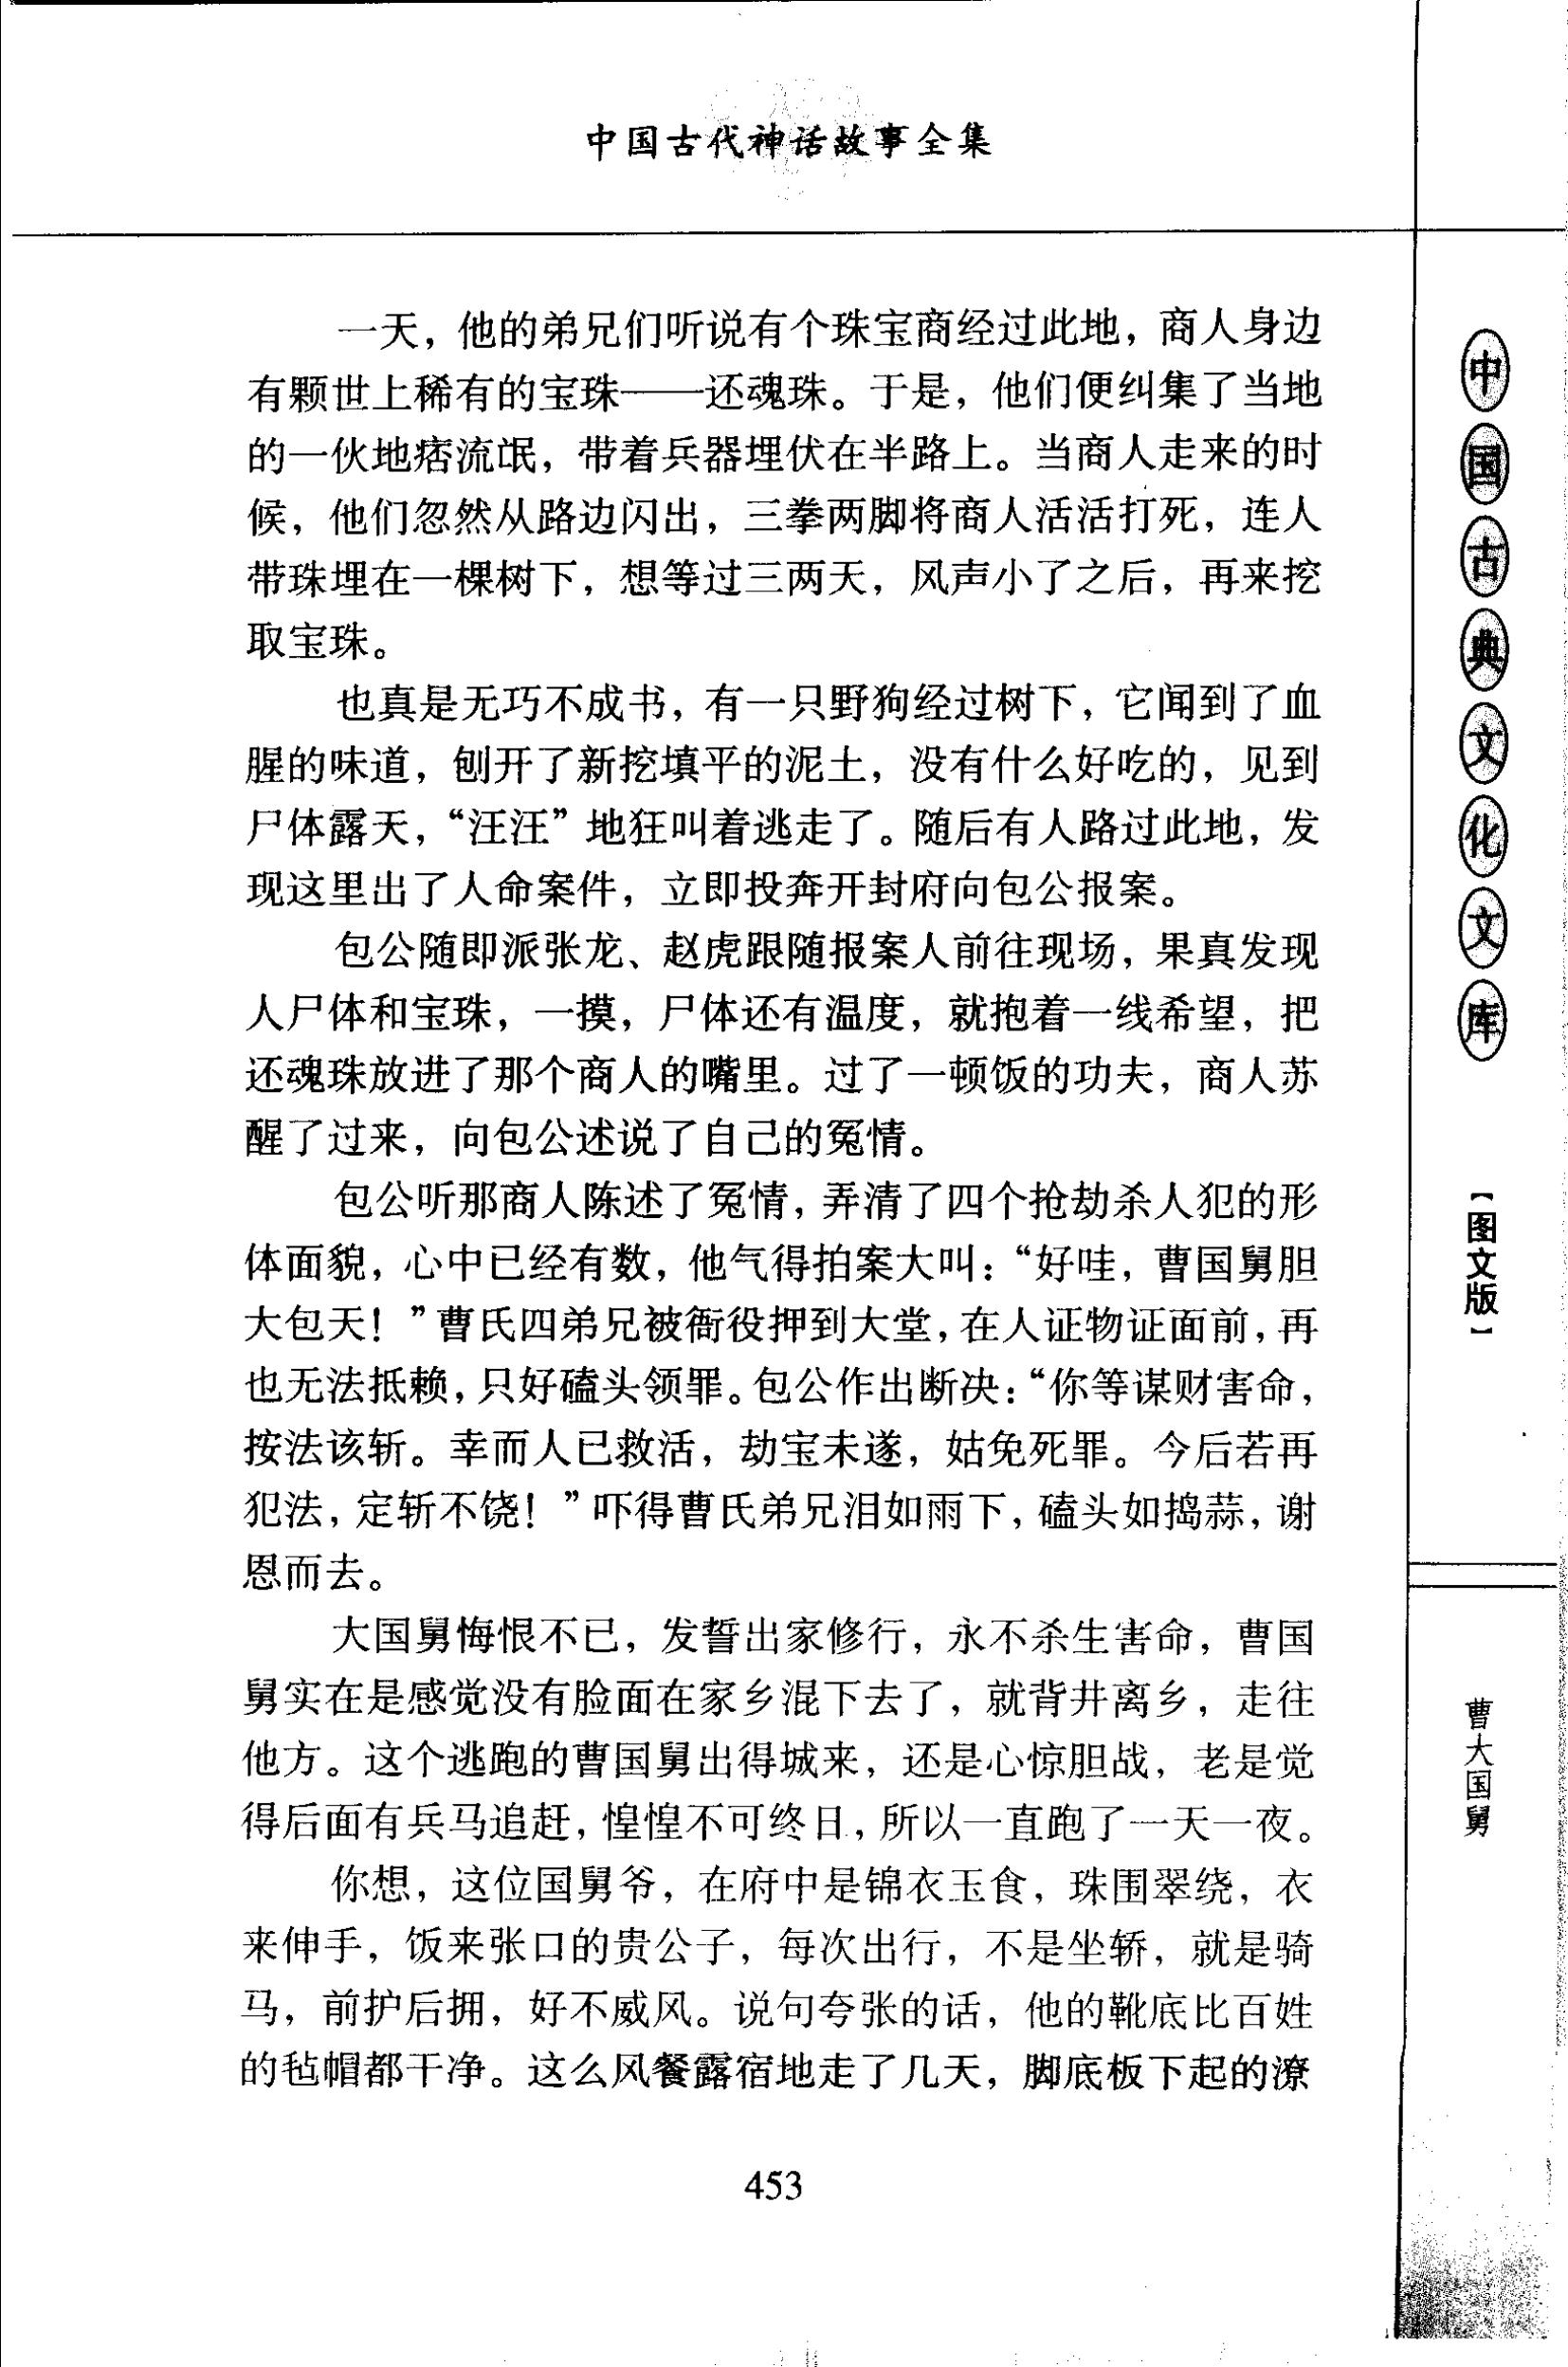 中国古代神话故事全集
一天，他的弟兄们听说有个珠宝商经过此地，商人身边
有颗世上稀有的宝珠——还魂珠。于是，他们便纠集了当地
的一伙地痞流氓，带着兵器埋伏在半路上。当商人走来的时
候，他们忽然从路边闪出，三拳两脚将商人活活打死，连人
带珠埋在一棵树下，想等过三两天，风声小了之后，再来挖
取宝珠。
也真是无巧不成书，有一只野狗经过树下，它闻到了血
腥的味道，刨开了新挖填平的泥土，没有什么好吃的，见到
尸体露天，“汪汪”地狂叫着逃走了。随后有人路过此地，发
现这里出了人命案件，立即投奔开封府向包公报案。
包公随即派张龙、赵虎跟随报案人前往现场，果真发现
人尸体和宝珠，一摸，尸体还有温度，就抱着一线希望，把
还魂珠放进了那个商人的嘴里。过了一顿饭的功夫，商人苏
醒了过来，向包公述说了自己的冤情。
包公听那商人陈述了冤情，弄清了四个抢劫杀人犯的形
体面貌，心中已经有数，他气得拍案大叫：“好哇，曹国舅胆
大包天！”曹氏四弟兄被衙役押到大堂，在人证物证面前，再
也无法抵赖，只好磕头领罪。包公作出断决：“你等谋财害命，
按法该斩。幸而人已救活，劫宝未遂，姑免死罪。今后若再
犯法，定斩不饶！”吓得曹氏弟兄泪如雨下，磕头如捣蒜，谢
恩而去。
大国舅悔恨不已，发誓出家修行，永不杀生害命，曹国
舅实在是感觉没有脸面在家乡混下去了，就背井离乡，走往
他方。这个逃跑的曹国舅出得城来，还是心惊胆战，老是觉
得后面有兵马追赶，惶惶不可终日，所以一直跑了一天一夜。
你想，这位国舅爷，在府中是锦衣玉食，珠围翠绕，衣
来伸手，饭来张口的贵公子，每次出行，不是坐轿，就是骑
马，前护后拥，好不威风。说句夸张的话，他的靴底比百姓
的毡帽都干净。这么风餐露宿地走了几天，脚底板下起的潦
453
中国古典文化文库
【图文版】
曹大国舅